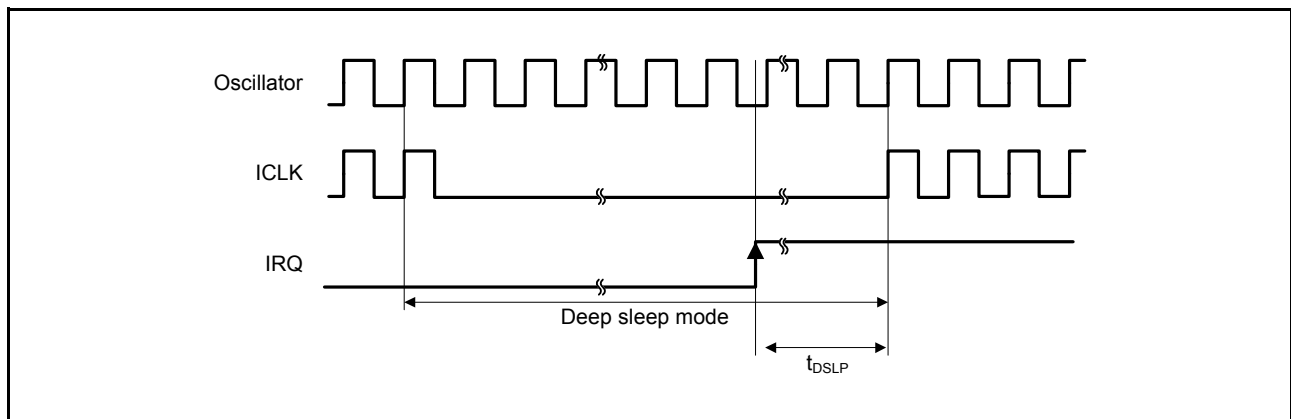 Oscillator
ICLK
IRQ
Deep sleep mode
tDSLP